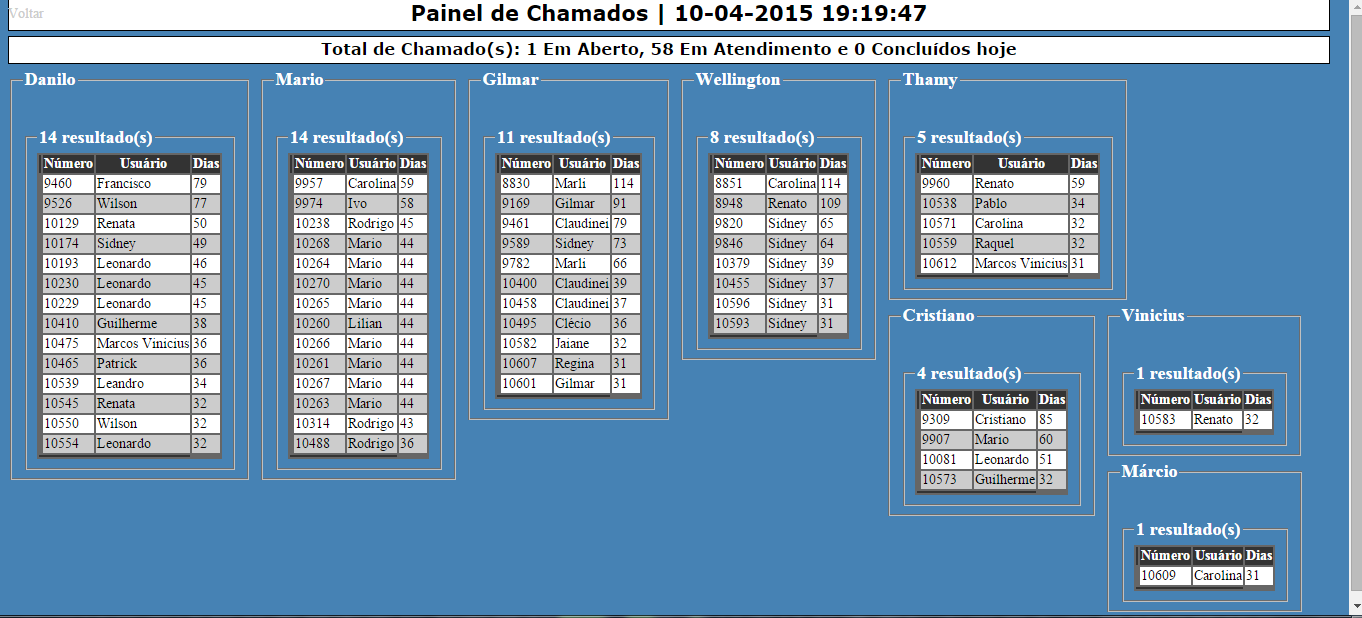 Voltar
Painel de Chamados | 10-04-2015 19:19:47
Total de Chamado(s): 1 Em Aberto, 58 Em Atendimento e 0 Concluídos hoje
Danilo
14 resultado(s)
Número Usuário Dias
9460 Francisco 79
9526 Wilson 77
10129 Renata 50
10174 Sidney 49
10193 Leonardo 46
10230 Leonardo 45
10229 Leonardo 45
10410 Guilherme 38
10475 Marcos Vinicius 36
10465 Patrick 36
10539 Leandro 34
10545 Renata 32
10550 Wilson 32
10554 Leonardo 32
Mario
14 resultado(s)
Número Usuário Dias
9957 Carolina 59
9974 Ivo 58
10238 Rodrigo 45
10268 Mario 44
10264 Mario 44
10270 Mario 44
10265 Mario 44
10260 Lilian 44
10266 Mario 44
10261 Mario 44
10267 Mario 44
10263 Mario 44
10314 Rodrigo 43
10488 Rodrigo 36
Gilmar
11 resultado(s)
Número Usuário Dias
8830 Marli 114
9169 Gilmar 91
9461 Claudinei 79
9589 Sidney 73
9782 Marli 66
10400 Claudinei 39
10458 Claudinei 37
10495 Clécio 36
10582 Jaiane 32
10607 Regina 31
10601 Gilmar 31
Wellington
8 resultado(s)
Número Usuário Dias
8851 Carolina 114
8948 Renato 109
9820 Sidney 65
9846 Sidney 64
10379 Sidney 39
10455 Sidney 37
10596 Sidney 31
10593 Sidney 31
Thamy
5 resultado(s)
Número Usuário Dias
9960 Renato 59
10538 Pablo 34
10571 Carolina 32
10559 Raquel 32
10612 Marcos Vinicius 31
Cristiano
4 resultado(s)
Número Usuário Dias
9309 Cristiano 85
9907 Mario 60
10081 Leonardo 51
10573 Guilherme 32
Vinicius
1 resultado(s)
Número Usuário Dias
10583 Renato 32
Márcio
1 resultado(s)
Número Usuário Dias
10609 Carolina 31